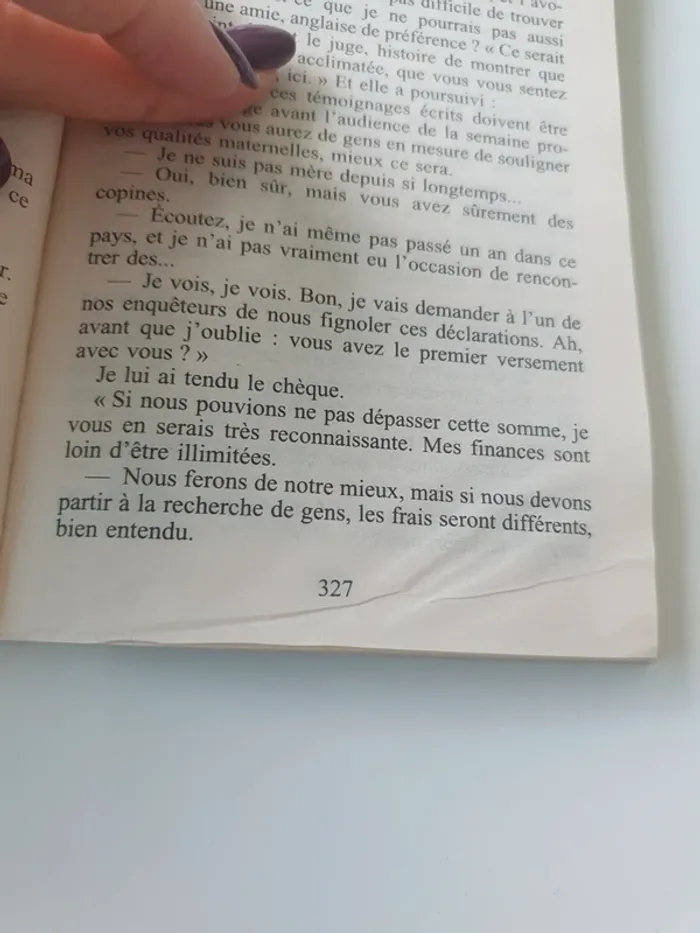 difficile de trouver
que je ne pourrais pas aussi
une amie, anglaise de préférence ? « Ce serait
le juge, histoire de montrer que
acclimatée, que vous vous sentez
ici. » Et elle a poursuivi :
ces témoignages écrits doivent être
avant l'audience de la semaine pro-
vous aurez de gens en mesure de souligner
vos qualités maternelles, mieux ce sera.
— Je ne suis pas mère depuis si longtemps...
— Oui, bien sûr, mais vous avez sûrement des
copines.
— Écoutez, je n'ai même pas passé un an dans ce
pays, et je n'ai pas vraiment eu l'occasion de rencon-
trer des...
— Je vois, je vois. Bon, je vais demander à l'un de
nos enquêteurs de nous fignoler ces déclarations. Ah,
avant que j'oublie : vous avez le premier versement
avec vous ? »
Je lui ai tendu le chèque.
« Si nous pouvions ne pas dépasser cette somme, je
vous en serais très reconnaissante. Mes finances sont
loin d'être illimitées.
— Nous ferons de notre mieux, mais si nous devons
partir à la recherche de gens, les frais seront différents,
bien entendu.
327
ma
ce